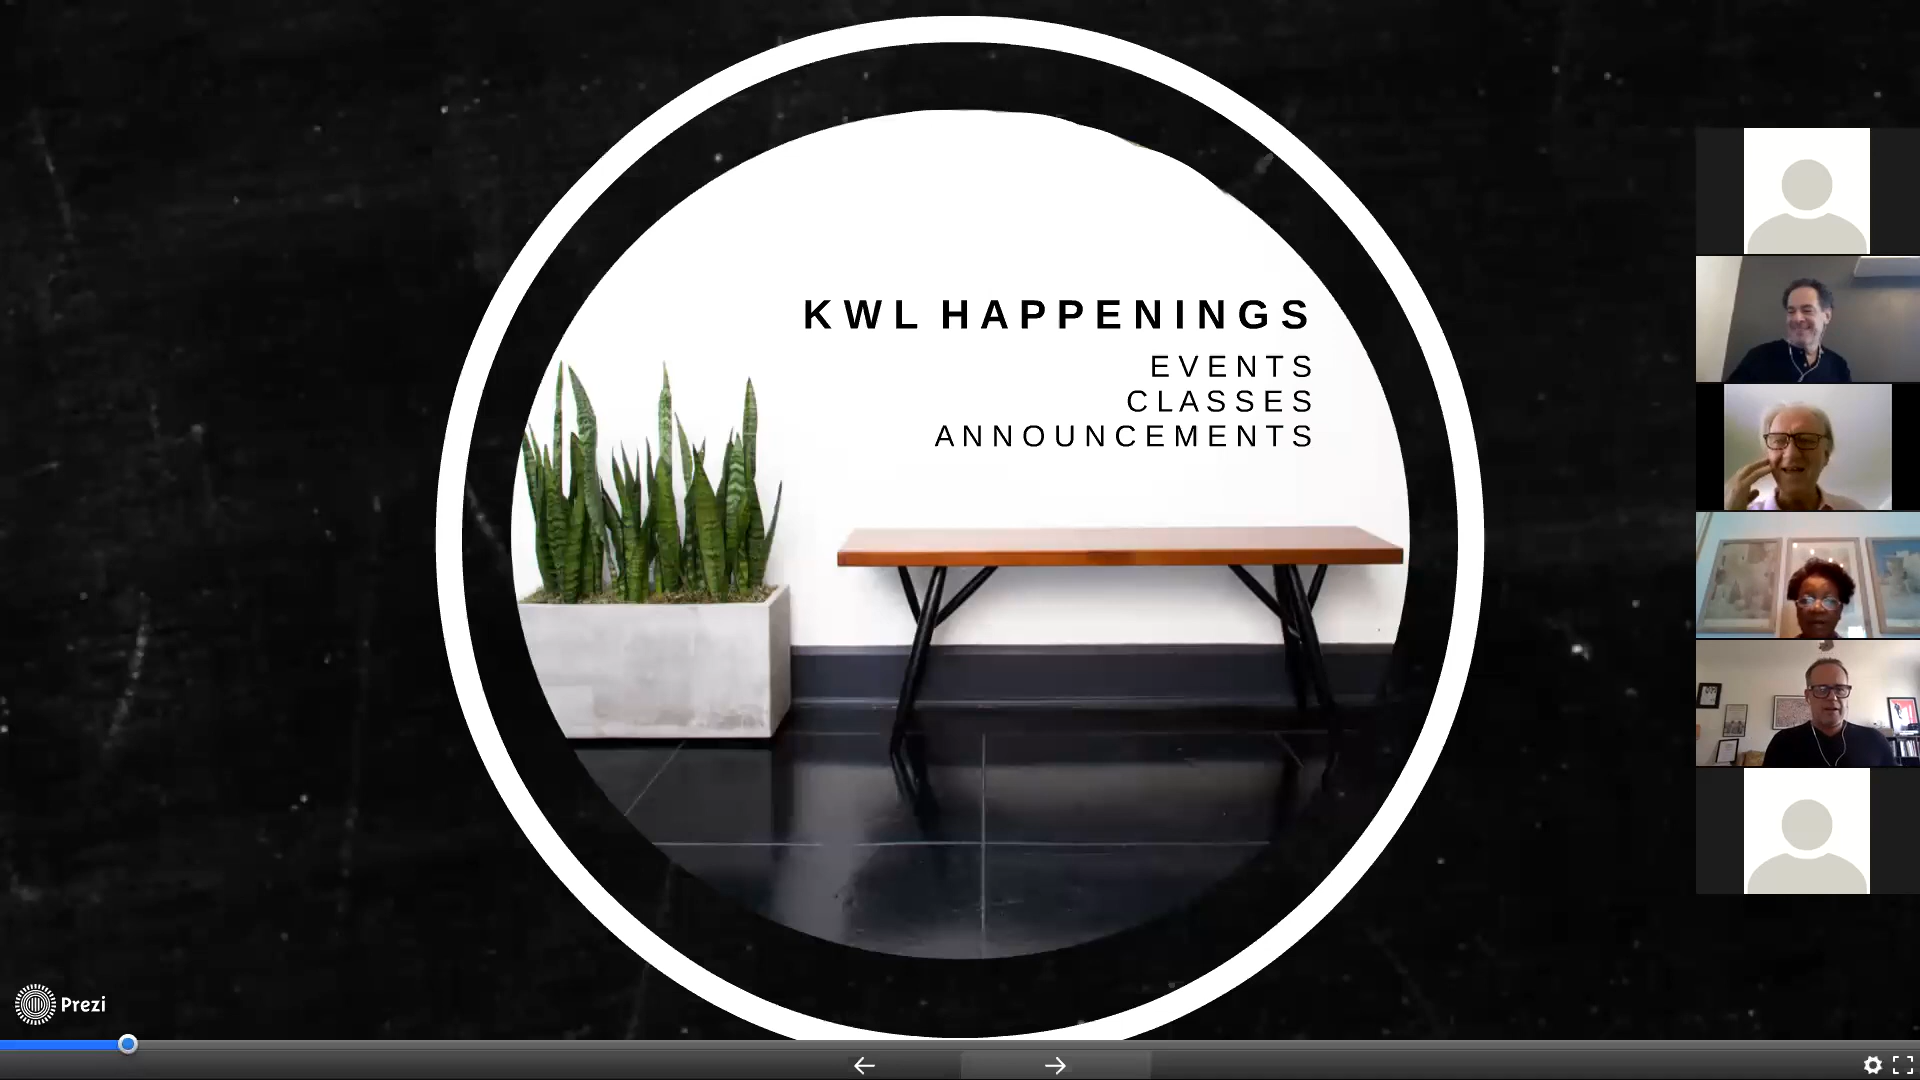 KWL HAPPENINGS
EVENTS
CLASSES
ANNOUNCEMENTS
Prezi